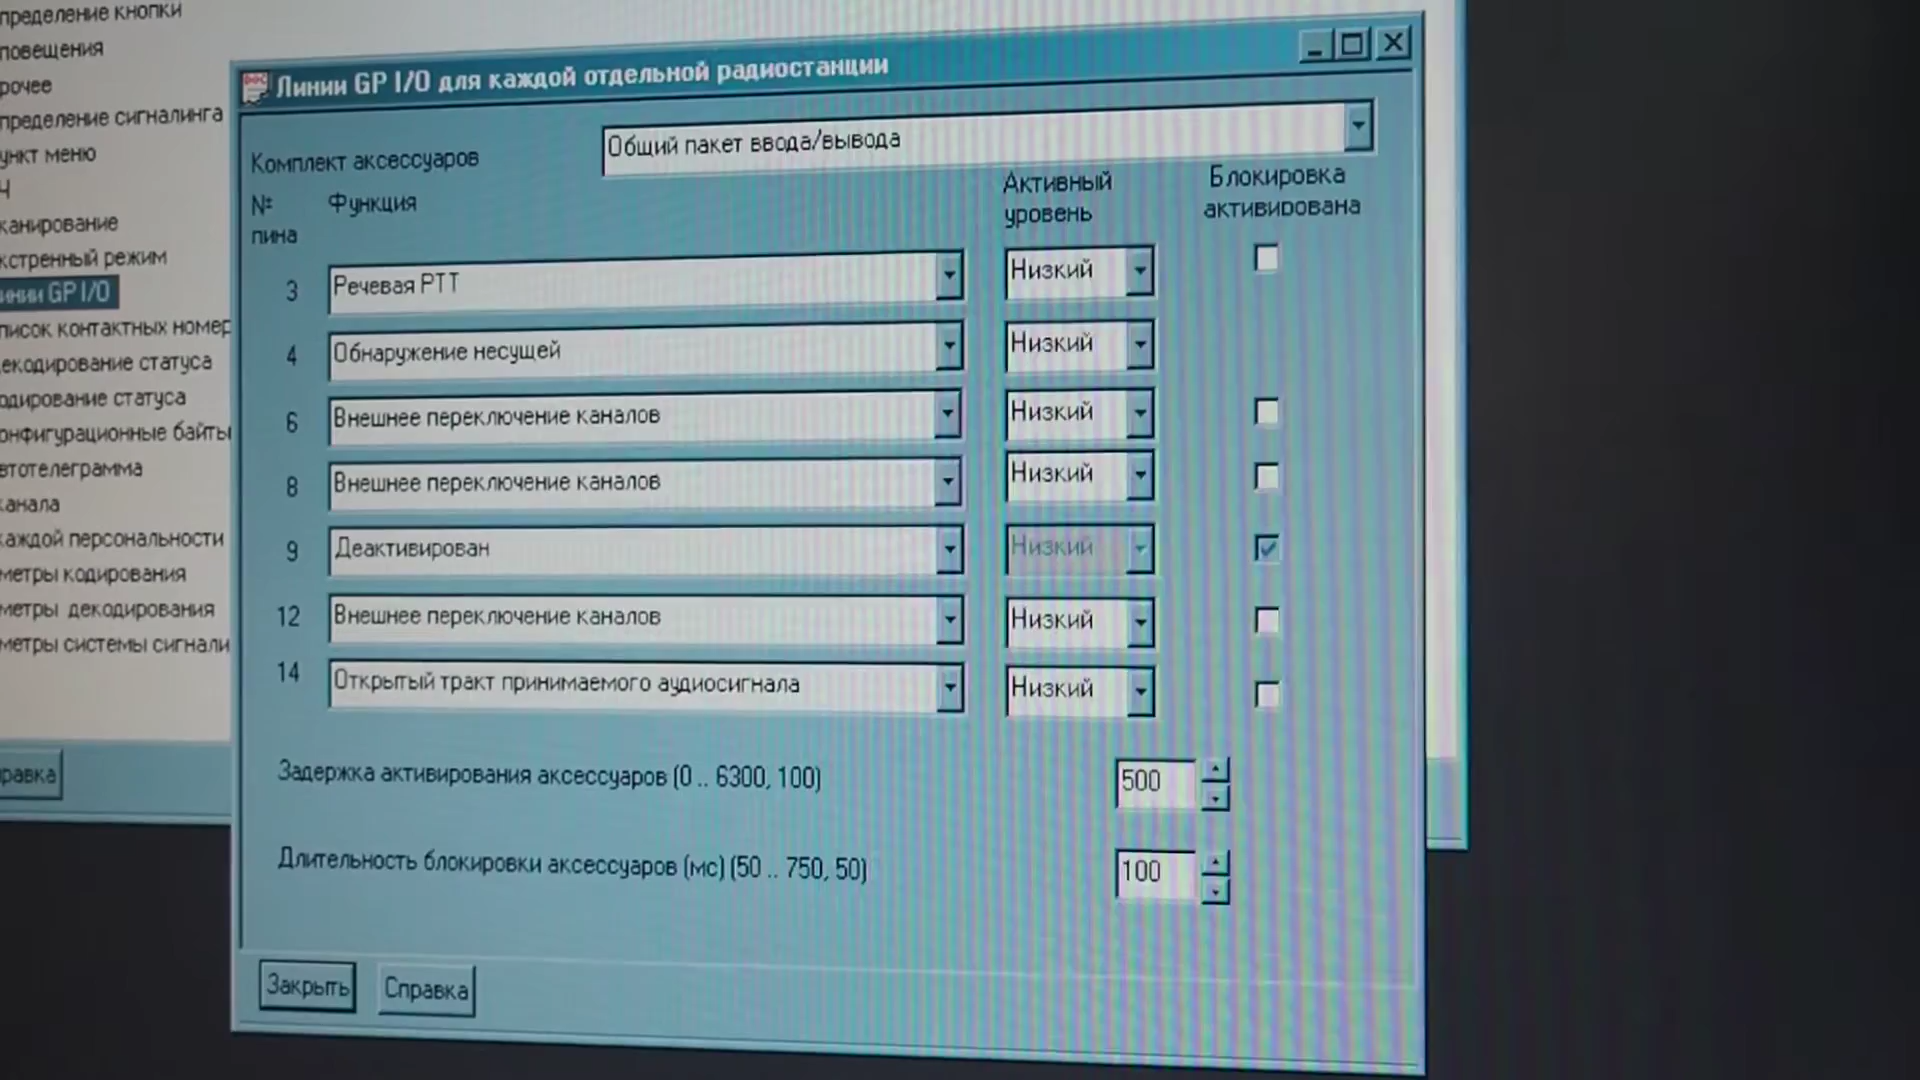 пределение кнопки
повещения
рочее
пределение сигналинга
ункт меню
Ч
канирование
кстренный режим
инии GP I/O
писок контактных номер
екодирование статуса
одирование статуса
онфигурационные байты
втотелеграмма
канала
каждой персональности
метры кодирования
метры декодирования
метры системы сигнали
правка
Линии GP I/O для каждой отдельной радиостанции
Комплект аксессуаров
Общий пакет ввода/вывода
№ пина
Функция
Активный уровень
Блокировка активирована
3 Речевая PTT Низкий
4 Обнаружение несущей Низкий
6 Внешнее переключение каналов Низкий
8 Внешнее переключение каналов Низкий
9 Деактивирован Низкий
12 Внешнее переключение каналов Низкий
14 Открытый тракт принимаемого аудиосигнала Низкий
Задержка активирования аксессуаров (0 .. 6300, 100) 500
Длительность блокировки аксессуаров (мс) (50 .. 750, 50) 100
Закрыть Справка